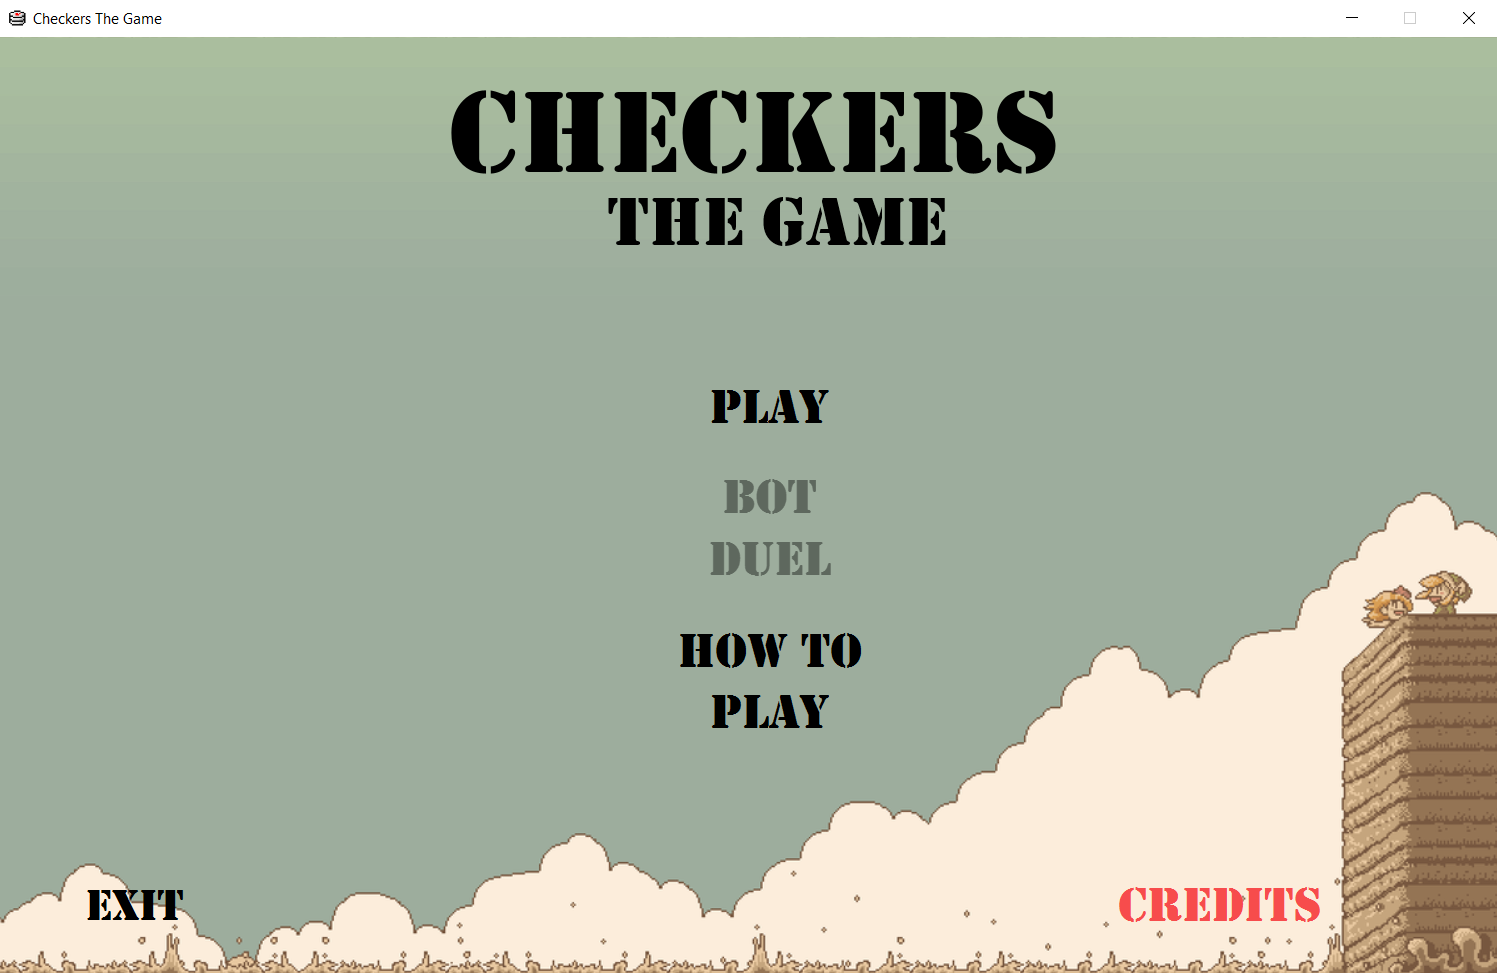 Checkers The Game
CHECKERS
THE GAME
PLAY
BOT
DUEL
HOW TO
PLAY
EXIT
CREDITS